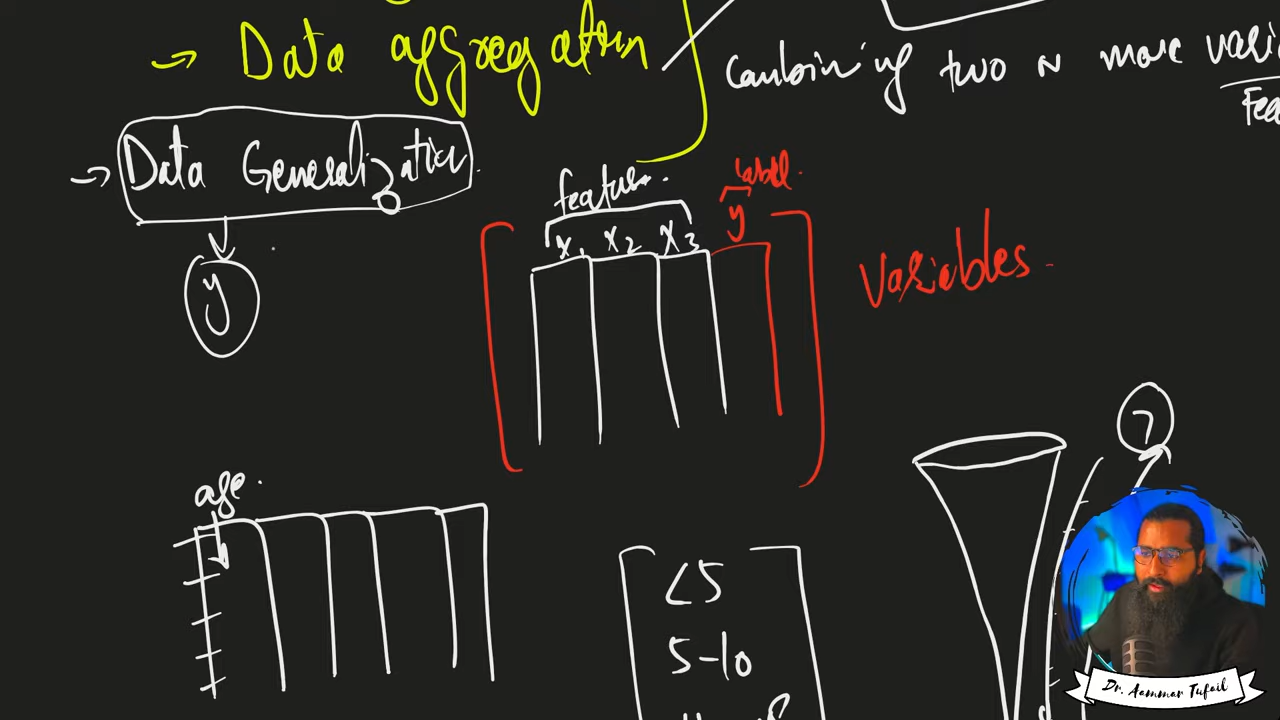 → Data aggregation
Combining two or more vari
Fea
→ Data Generalization.
y
features.
label.
x1 x2 x3 y
Variables.
age.
<5
5-10
7
Dr. Aammar Tufail